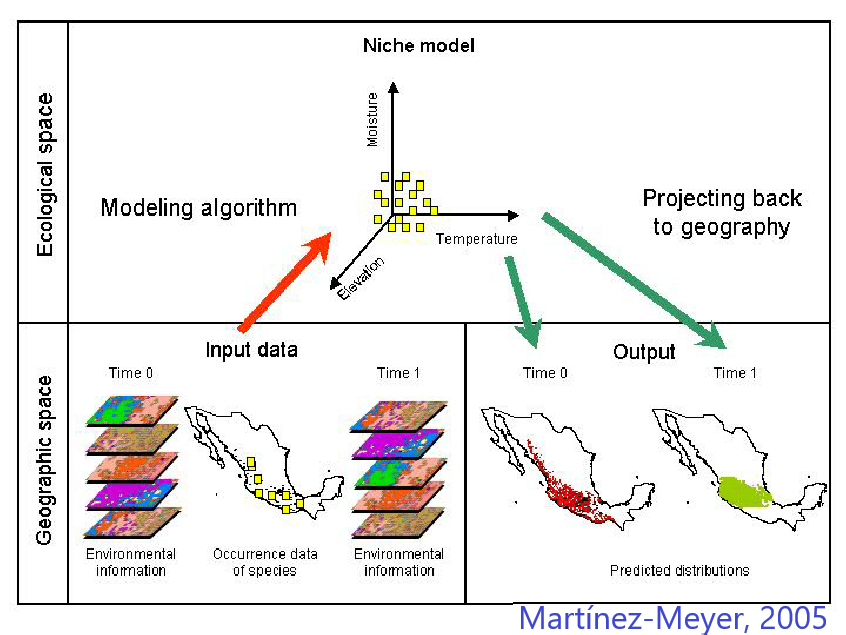 Niche model
Ecological space
Moisture
Modeling algorithm
Projecting back
to geography
Temperature
Elevation
Geographic space
Input data
Output
Time 0
Time 1
Time 0
Time 1
Environmental
information
Occurrence data
of species
Environmental
information
Predicted distributions
Martínez-Meyer, 2005